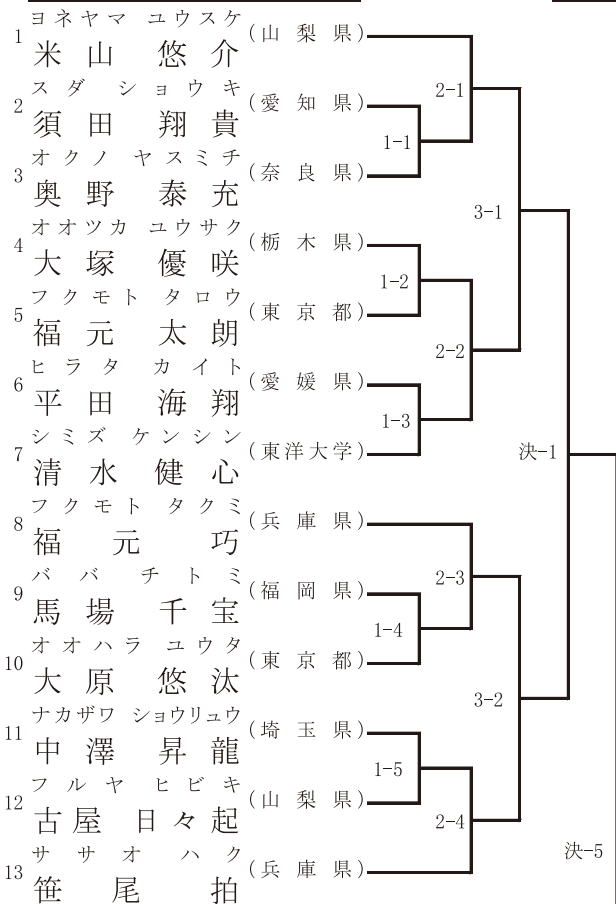 ヨネヤマ ユウスケ
1 米山 悠介 (山梨県)
スダ ショウキ
2 須田 翔貴 (愛知県)
オクノ ヤスミチ
3 奥野 泰充 (奈良県)
オオツカ ユウサク
4 大塚 優咲 (栃木県)
フクモト タロウ
5 福元 太朗 (東京都)
ヒラタ カイト
6 平田 海翔 (愛媛県)
シミズ ケンシン
7 清水 健心 (東洋大学)
フクモト タクミ
8 福元 巧 (兵庫県)
ババ チトミ
9 馬場 千宝 (福岡県)
オオハラ ユウタ
10 大原 悠汰 (東京都)
ナカザワ ショウリュウ
11 中澤 昇龍 (埼玉県)
フルヤ ヒビキ
12 古屋 日々起 (山梨県)
ササオ ハク
13 笹尾 拍 (兵庫県)
1-1
1-2
1-3
1-4
1-5
2-1
2-2
2-3
2-4
3-1
3-2
決-1
決-5